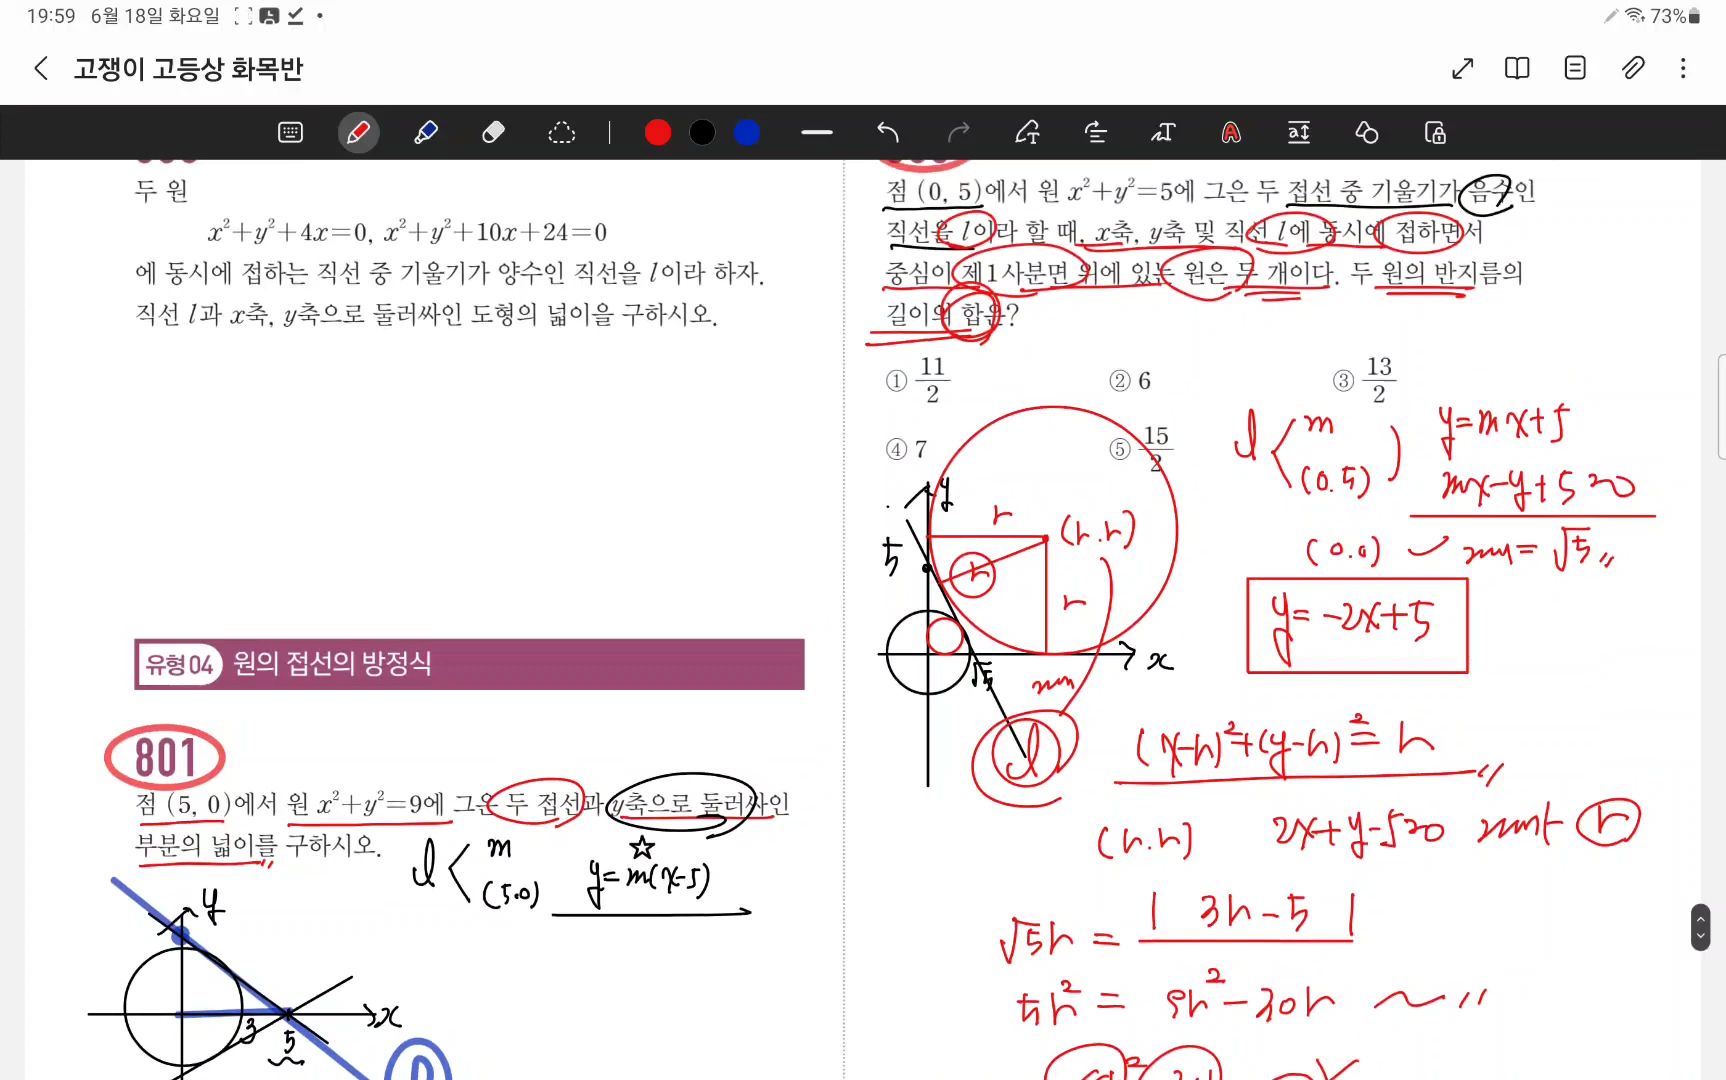 19:59 6월 18일 화요일
73%
고쟁이 고등상 화목반
두 원
x²+y²+4x=0, x²+y²+10x+24=0
에 동시에 접하는 직선 중 기울기가 양수인 직선을 l이라 하자.
직선 l과 x축, y축으로 둘러싸인 도형의 넓이을 구하시오.
유형 04 원의 접선의 방정식
801
점 (5, 0)에서 원 x²+y²=9에 그은 두 접선과 y축으로 둘러싸인
부분의 넓이를 구하시오.
l < m
(5.0)
☆
y=m(x-5)
y
x
3
5
점 (0, 5)에서 원 x²+y²=5에 그은 두 접선 중 기울기가 음수인
직선을 l이라 할 때, x축, y축 및 직선 l에 동시에 접하면서
중심이 제1사분면 위에 있는 원은 두 개이다. 두 원의 반지름의
길이의 합은?
① 11/2 ② 6 ③ 13/2
④ 7 ⑤ 15/2
l < m
(0.5)
y=mx+5
mx-y+5=0
(0.0)
= √5
y=-2x+5
y
5
r
(r.r)
r
r
√5
x
l
(x-r)²+(y-r)²=r
(r.r) 2x+y-5=0
r
√5r = |3r-5|
5r² = 9r²-30r ~